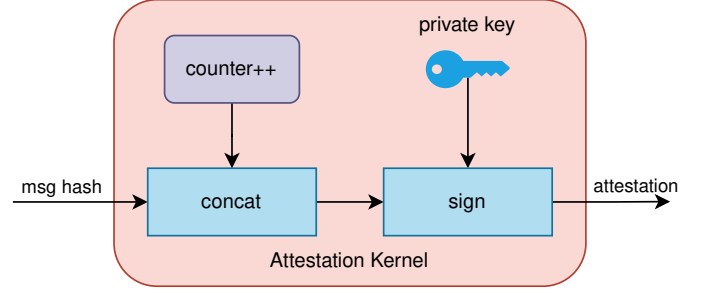 private key
counter++
msg hash
concat
sign
attestation
Attestation Kernel